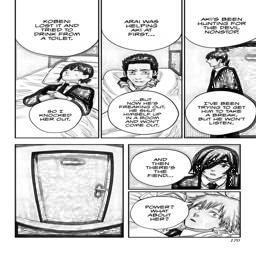 KOBENI
LOST IT AND
TRIED TO
DRINK FROM
A TOILET.
SO I
KNOCKED
HER OUT.
ARAI WAS
HELPING
AKI AT
FIRST...
...BUT
NOW HE'S
FREAKING OUT.
HE SHUT
HIMSELF UP
IN A ROOM
AND WON'T
COME OUT.
AKI'S BEEN
HUNTING FOR
THE DEVIL
NONSTOP.
I'VE BEEN
TRYING TO GET
HIM TO TAKE
A BREAK,
BUT HE WON'T
LISTEN.
AND
THEN
THERE'S
THE
FIEND...
POWER?
WHAT
ABOUT
HER?
170